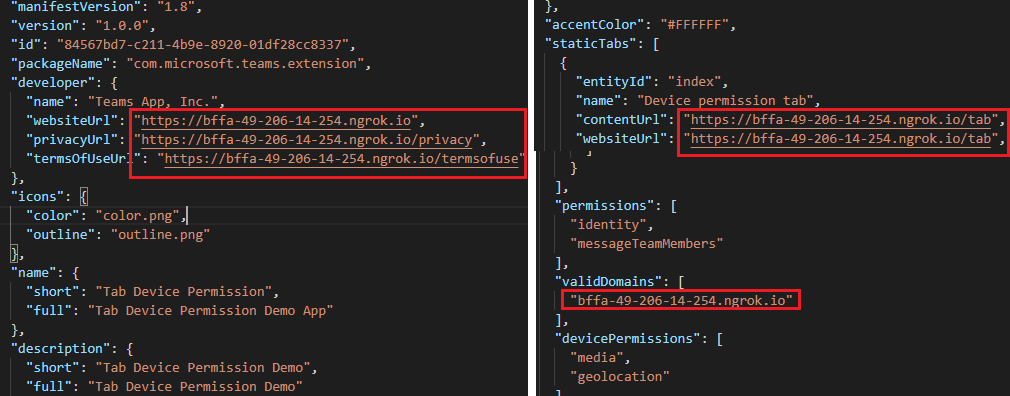 "manifestVersion": "1.8",
"version": "1.0.0",
"id": "84567bd7-c211-4b9e-8920-01df28cc8337",
"packageName": "com.microsoft.teams.extension",
"developer": {
"name": "Teams App, Inc.",
"websiteUrl": "https://bffa-49-206-14-254.ngrok.io",
"privacyUrl": "https://bffa-49-206-14-254.ngrok.io/privacy",
"termsOfUseUrl": "https://bffa-49-206-14-254.ngrok.io/termsofuse"
},
"icons": {
"color": "color.png",
"outline": "outline.png"
},
"name": {
"short": "Tab Device Permission",
"full": "Tab Device Permission Demo App"
},
"description": {
"short": "Tab Device Permission Demo",
"full": "Tab Device Permission Demo"
},
"accentColor": "#FFFFFF",
"staticTabs": [
{
"entityId": "index",
"name": "Device permission tab",
"contentUrl": "https://bffa-49-206-14-254.ngrok.io/tab",
"websiteUrl": "https://bffa-49-206-14-254.ngrok.io/tab",
]
}
],
"permissions": [
"identity",
"messageTeamMembers"
],
"validDomains": [
"bffa-49-206-14-254.ngrok.io"
],
"devicePermissions": [
"media",
"geolocation"
]